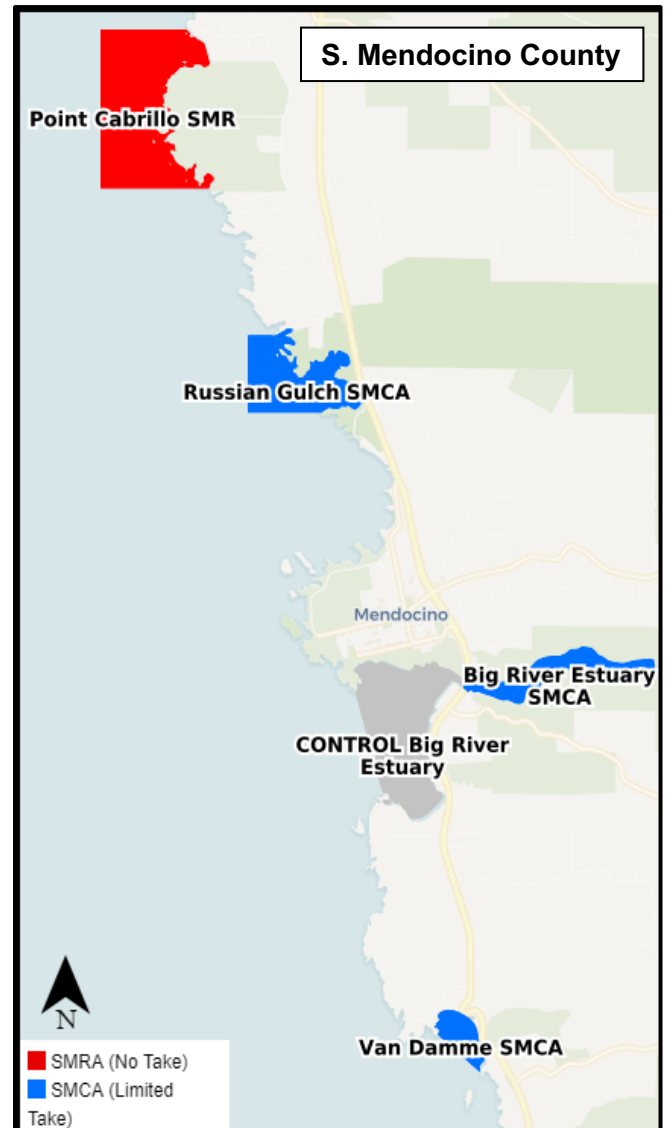 S. Mendocino County
Point Cabrillo SMR
Russian Gulch SMCA
Mendocino
Big River Estuary
SMCA
CONTROL Big River
Estuary
Van Damme SMCA
N
SMRA (No Take)
SMCA (Limited
Take)